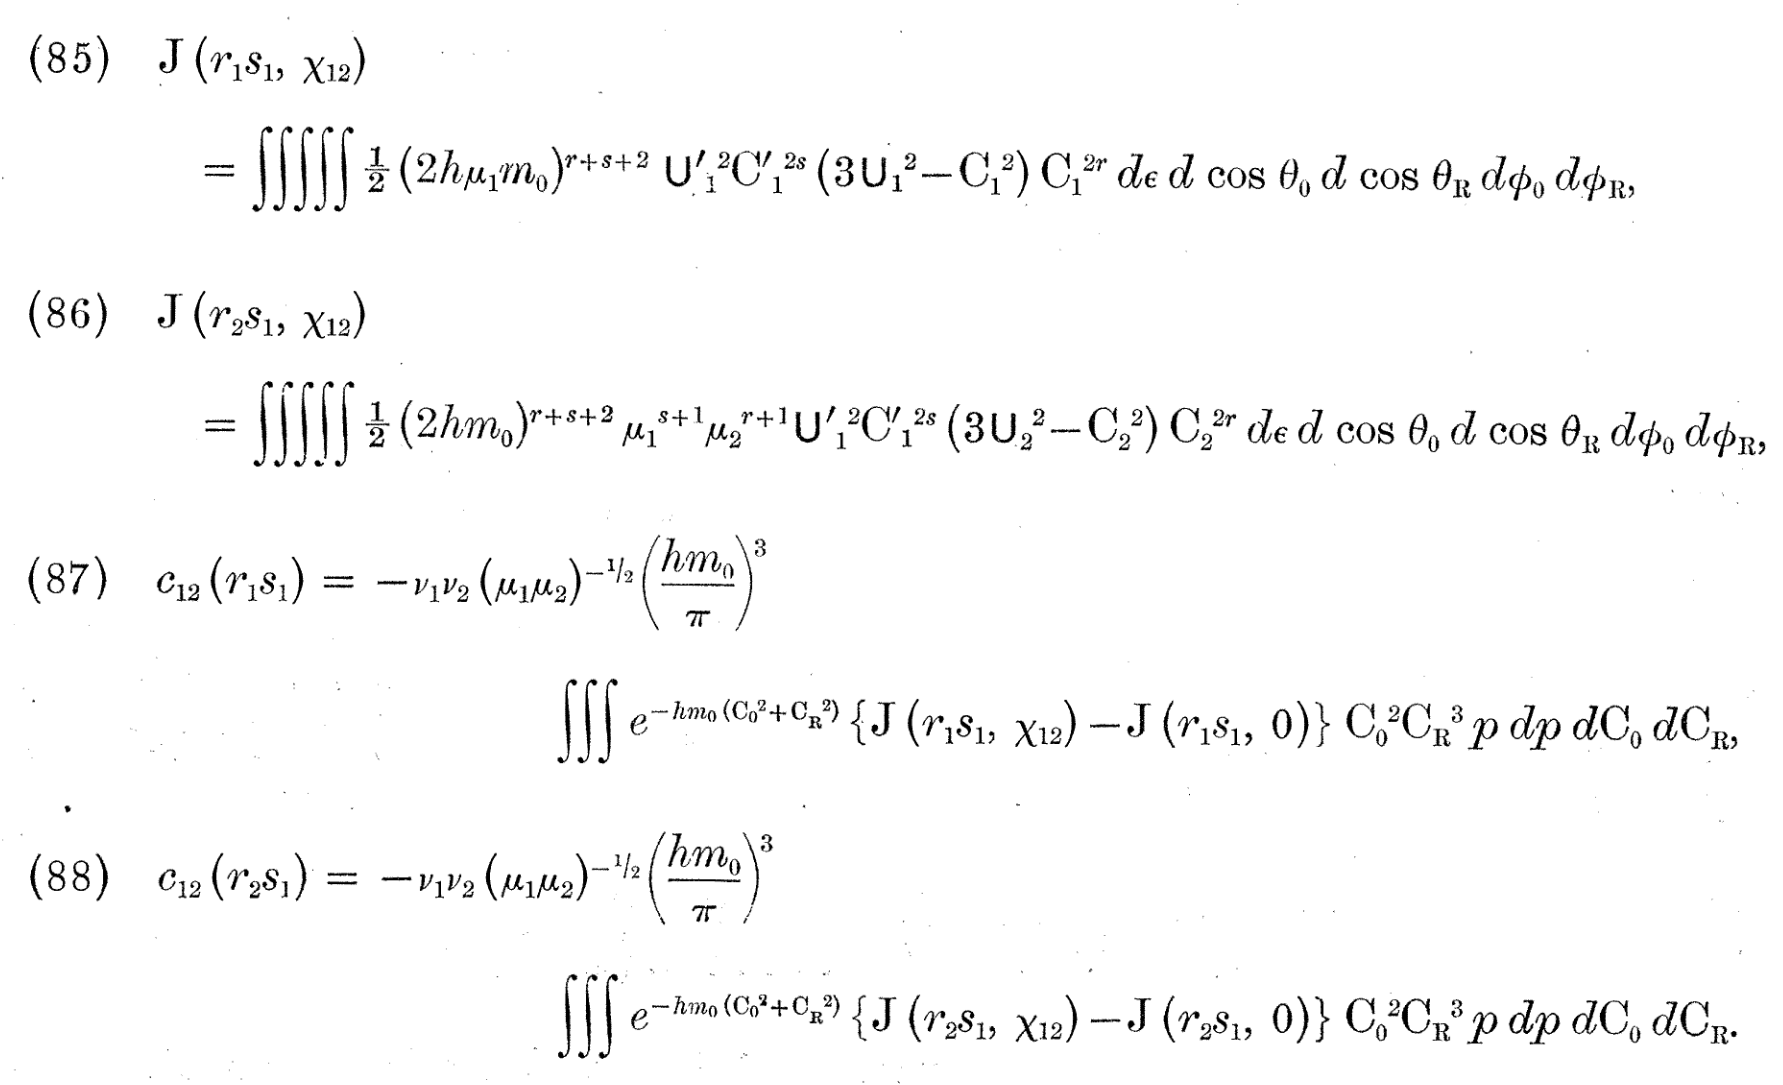 (85) J (r₁s₁, χ₁₂)
= ∫∫∫∫∫ ½ (2hμ₁m₀)^{r+s+2} U′₁²C′₁^{2s} (3U₁²−C₁²) C₁^{2r} dϵ d cos θ₀ d cos θ_R dϕ₀ dϕ_R,
(86) J (r₂s₁, χ₁₂)
= ∫∫∫∫∫ ½ (2hm₀)^{r+s+2} μ₁^{s+1}μ₂^{r+1}U′₁²C′₁^{2s} (3U₂²−C₂²) C₂^{2r} dϵ d cos θ₀ d cos θ_R dϕ₀ dϕ_R,
(87) c₁₂ (r₁s₁) = −ν₁ν₂ (μ₁μ₂)^{−1/2} (hm₀/π)³
∫∫∫ e^{−hm₀ (C₀²+C_R²)} {J (r₁s₁, χ₁₂) − J (r₁s₁, 0)} C₀²C_R³ p dp dC₀ dC_R,
(88) c₁₂ (r₂s₁) = −ν₁ν₂ (μ₁μ₂)^{−1/2} (hm₀/π)³
∫∫∫ e^{−hm₀ (C₀²+C_R²)} {J (r₂s₁, χ₁₂) − J (r₂s₁, 0)} C₀²C_R³ p dp dC₀ dC_R.